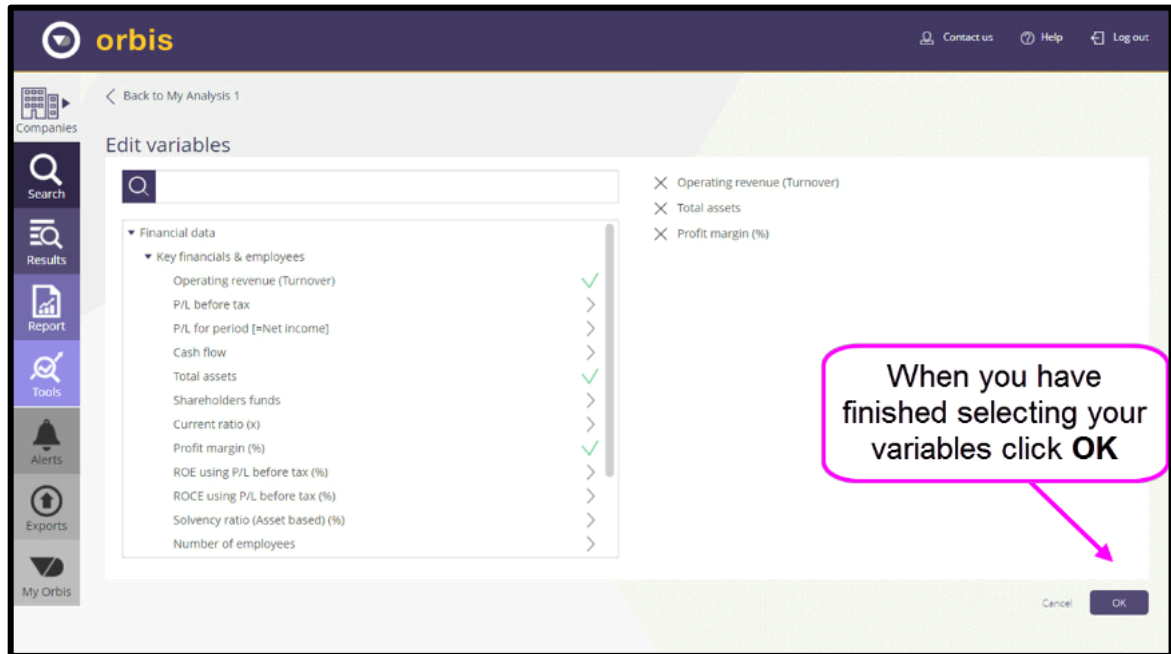 orbis
Contact us
Help
Log out
Companies
Search
Results
Report
Tools
Alerts
Exports
My Orbis
Back to My Analysis 1
Edit variables
Financial data
Key financials & employees
Operating revenue (Turnover)
P/L before tax
P/L for period [=Net income]
Cash flow
Total assets
Shareholders funds
Current ratio (x)
Profit margin (%)
ROE using P/L before tax (%)
ROCE using P/L before tax (%)
Solvency ratio (Asset based) (%)
Number of employees
Operating revenue (Turnover)
Total assets
Profit margin (%)
When you have
finished selecting your
variables click OK
Cancel
OK